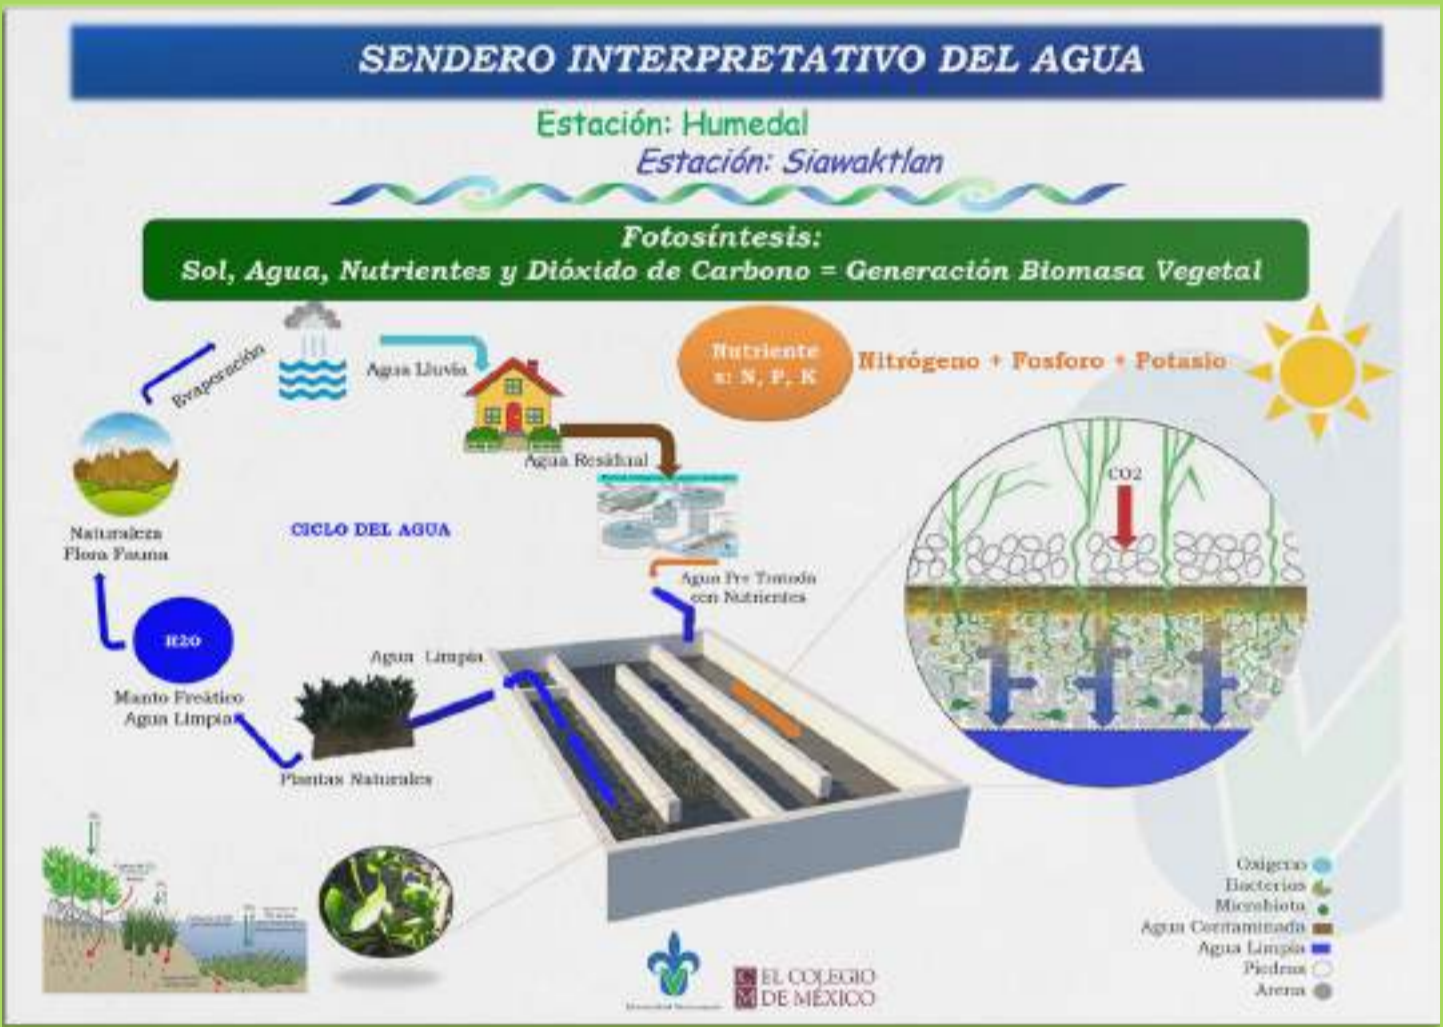 SENDERO INTERPRETATIVO DEL AGUA
Estación: Humedal
Estación: Siawaktlan
Fotosíntesis:
Sol, Agua, Nutrientes y Dióxido de Carbono = Generación Biomasa Vegetal
Evaporación
Agua Lluvia
Nutriente
s: N, P, K
Nitrógeno + Fosforo + Potasio
Agua Residual
CO2
CICLO DEL AGUA
Naturaleza
Flora Fauna
Agua Pre Tratada
con Nutrientes
H2O
Agua Limpia
Manto Freático
Agua Limpia
Plantas Naturales
Oxígeno
Bacterias
Microbiota
Agua Contaminada
Agua Limpia
Piedras
Arena
EL COLEGIO
DE MÉXICO